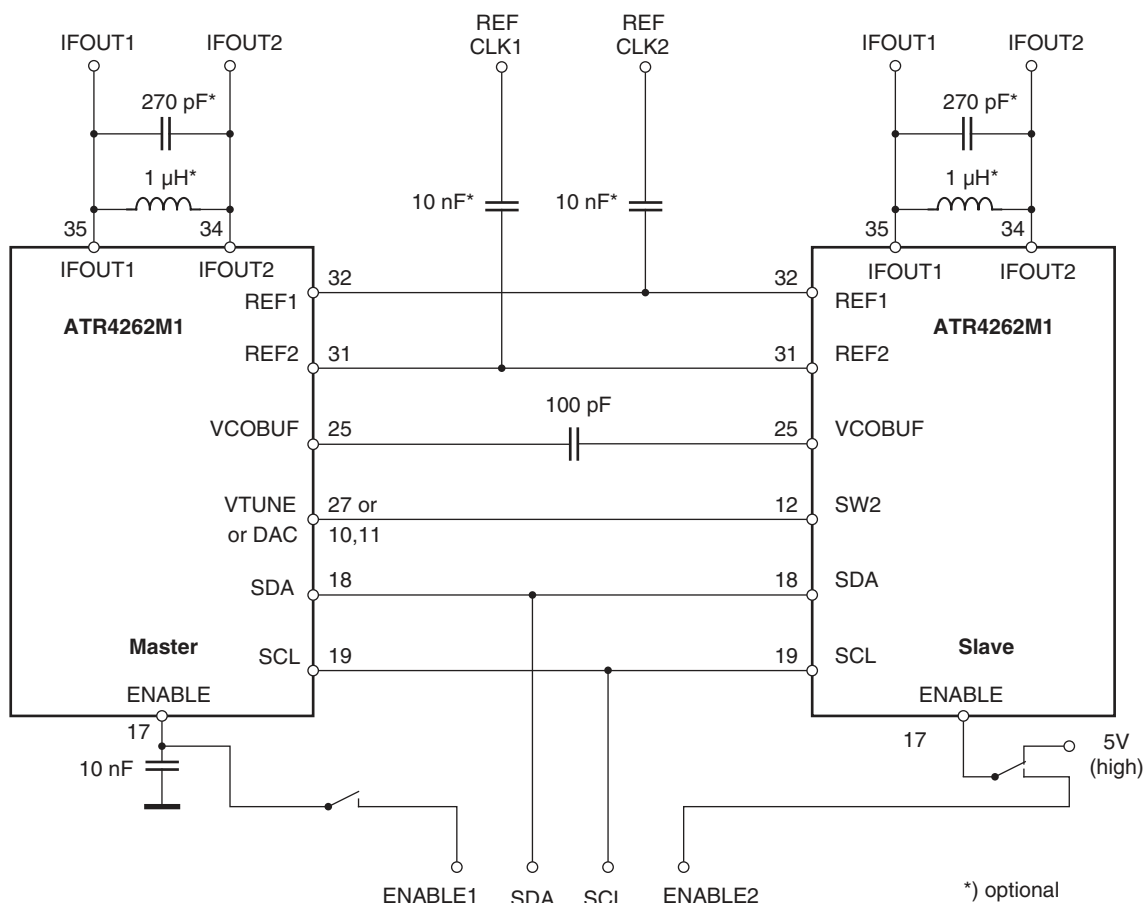 REF
CLK1
REF
CLK2
IFOUT1
IFOUT2
IFOUT1
IFOUT2
270 pF*
270 pF*
1 µH*
1 µH*
10 nF*
10 nF*
35
34
35
34
IFOUT1
IFOUT2
IFOUT1
IFOUT2
REF1
32
32
REF1
ATR4262M1
ATR4262M1
REF2
31
31
REF2
100 pF
VCOBUF
25
25
VCOBUF
VTUNE
or DAC
27 or
10,11
12
SW2
SDA
18
18
SDA
Master
Slave
SCL
19
19
SCL
ENABLE
ENABLE
17
17
10 nF
5V
(high)
ENABLE1
SDA
SCL
ENABLE2
*) optional